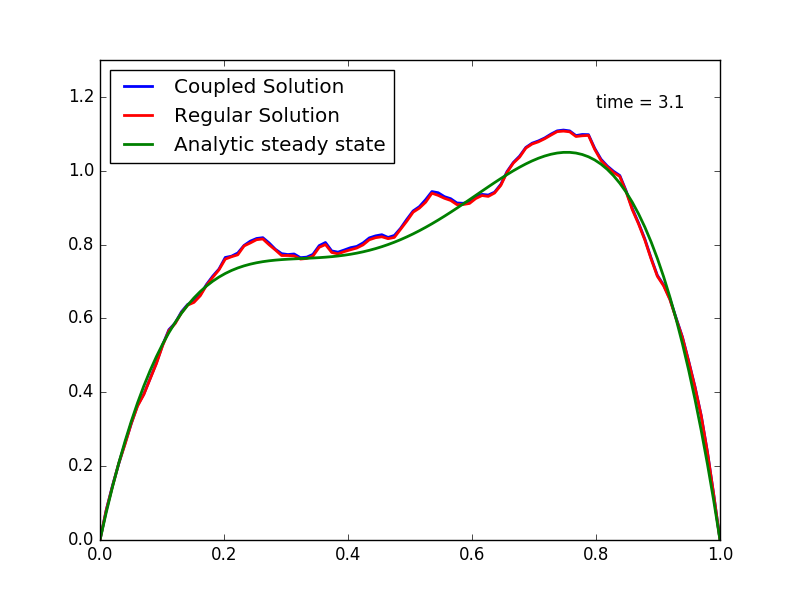 Coupled Solution
Regular Solution
Analytic steady state
time = 3.1
1.2
1.0
0.8
0.6
0.4
0.2
0.0
0.0 0.2 0.4 0.6 0.8 1.0